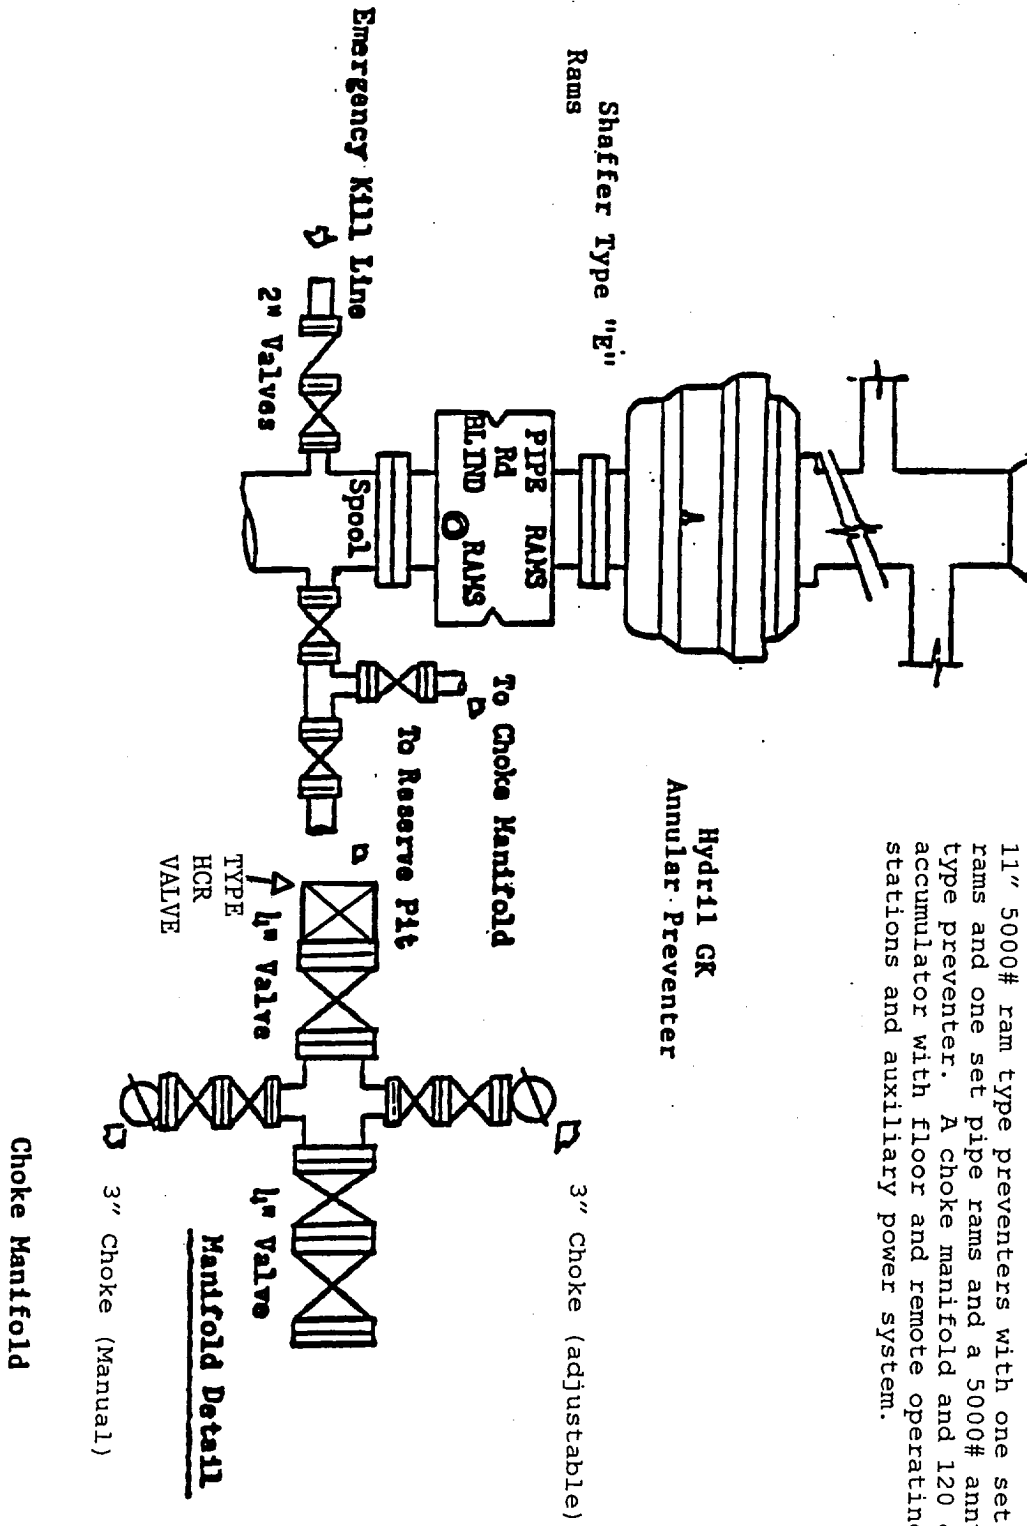 11" 5000# ram type preventers with one set
rams and one set pipe rams and a 5000#
type preventer. A choke manifold and 120
accumulator with floor and remote
stations and auxiliary power system.
Hydril GK
Annular Preventer
Shaffer Type "E"
Rams
A
PIPE RAMS
Rd
BLIND RAMS
Spool
Emergency Kill Line
2" Valves
To Choke Manifold
To Reserve Pit
TYPE
HCR
VALVE
4" Valve
4" Valve
3" Choke (adjustable)
3" Choke (Manual)
Manifold Detail
Choke Manifold